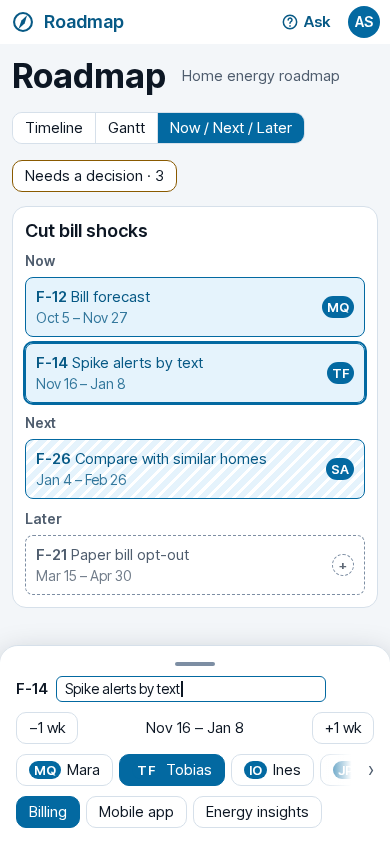 Roadmap
Ask
AS
Roadmap
Home energy roadmap
Timeline
Gantt
Now / Next / Later
Needs a decision · 3
Cut bill shocks
Now
F-12 Bill forecast
Oct 5 – Nov 27
MQ
F-14 Spike alerts by text
Nov 16 – Jan 8
TF
Next
F-26 Compare with similar homes
Jan 4 – Feb 26
SA
Later
F-21 Paper bill opt-out
Mar 15 – Apr 30
+
F-14
Spike alerts by text
−1 wk
Nov 16 – Jan 8
+1 wk
MQ Mara
TF Tobias
IO Ines
›
Billing
Mobile app
Energy insights